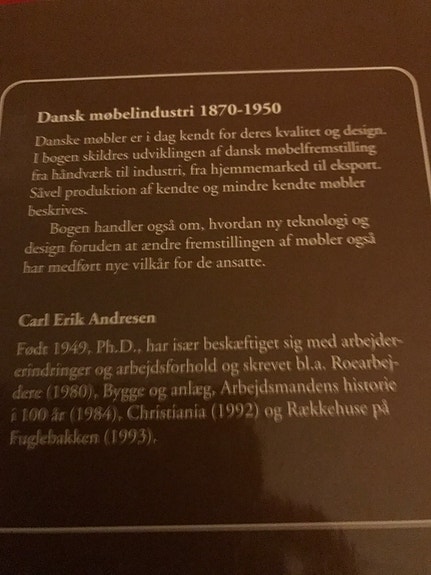 Dansk møbelindustri 1870-1950
Danske møbler er i dag kendt for deres kvalitet og design.
I bogen skildres udviklingen af dansk møbelfremstilling
fra håndværk til industri, fra hjemmemarked til eksport.
Såvel produktion af kendte og mindre kendte møbler
beskrives.
Bogen handler også om, hvordan ny teknologi og
design foruden at ændre fremstillingen af møbler også
har medført nye vilkår for de ansatte.
Carl Erik Andresen
Født 1949, Ph.D., har især beskæftiget sig med arbejder-
erindringer og arbejdsforhold og skrevet bl.a. Roearbej-
dere (1980), Bygge og anlæg, Arbejdsmandens historie
i 100 år (1984), Christiania (1992) og Rækkehuse på
Fuglebakken (1993).